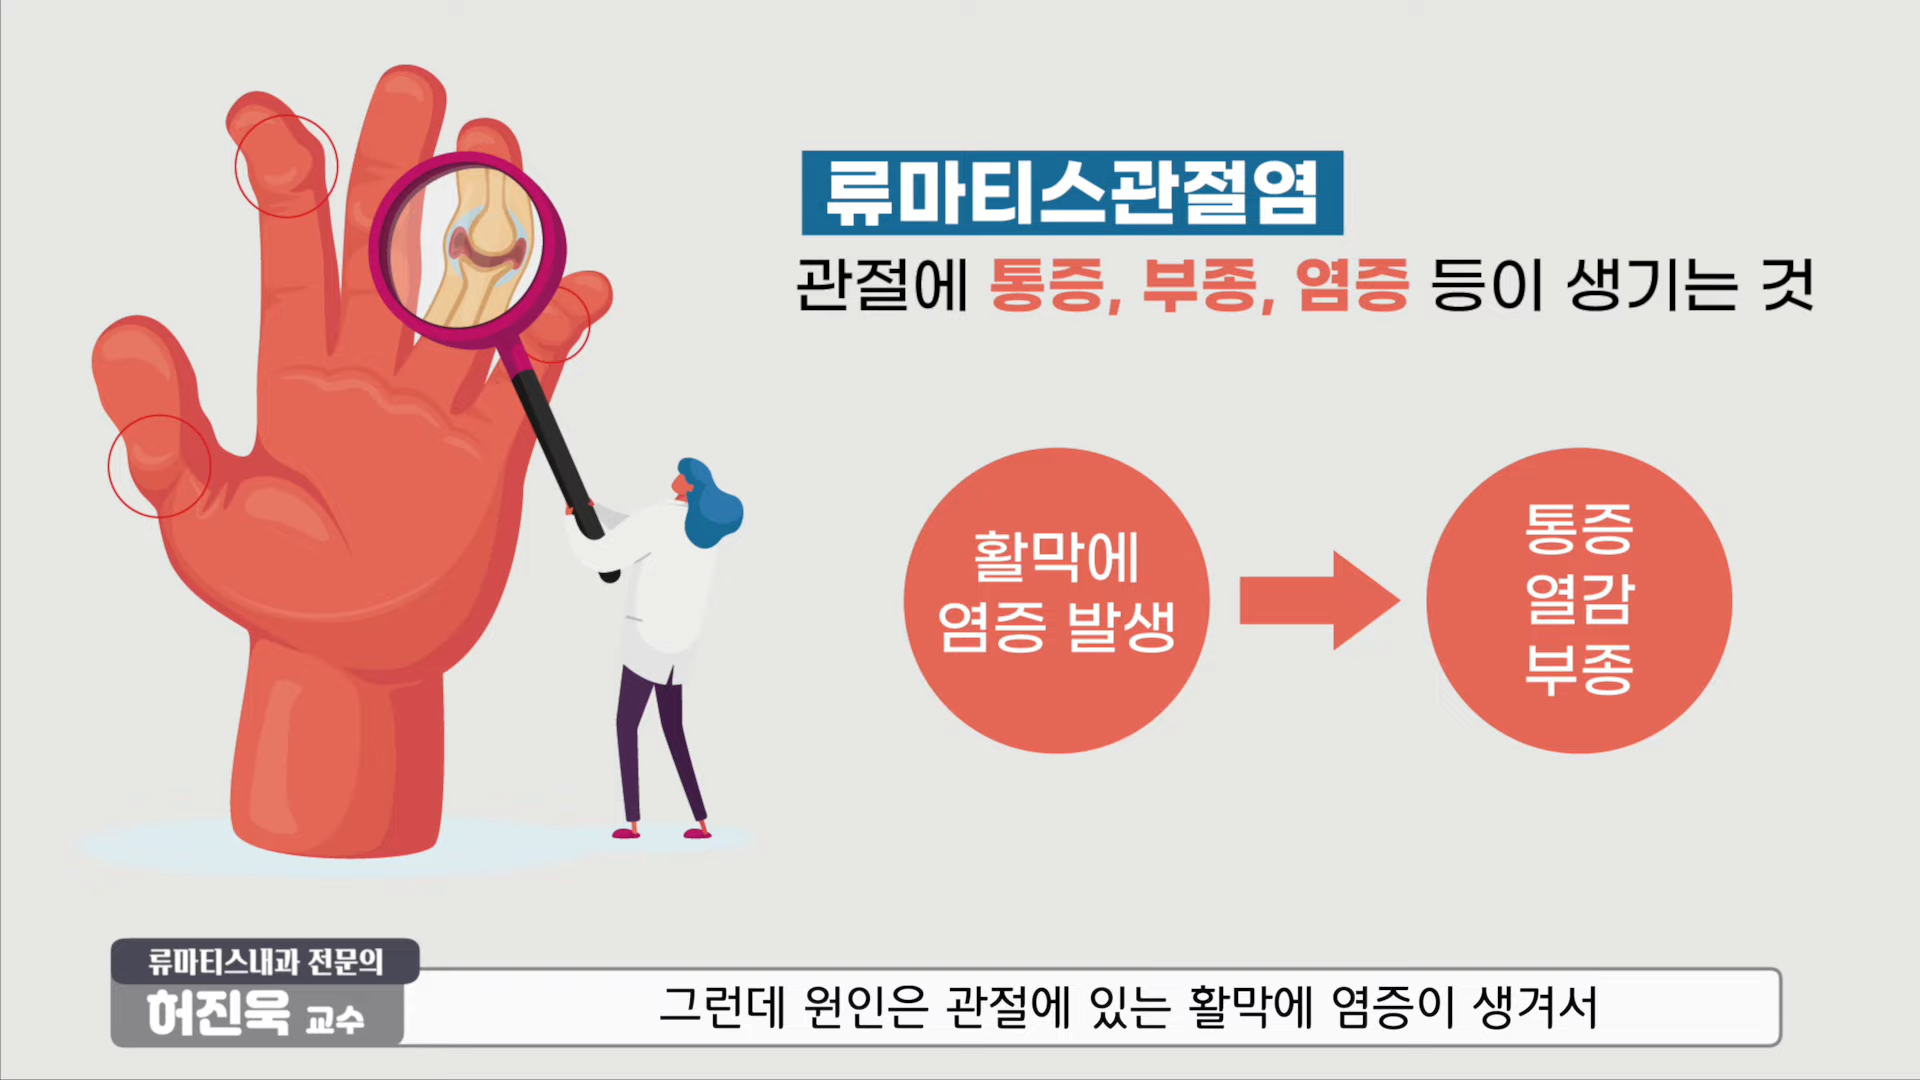 류마티스관절염
관절에 통증, 부종, 염증 등이 생기는 것
활막에
염증 발생
통증
열감
부종
류마티스내과 전문의
허진욱 교수
그런데 원인은 관절에 있는 활막에 염증이 생겨서